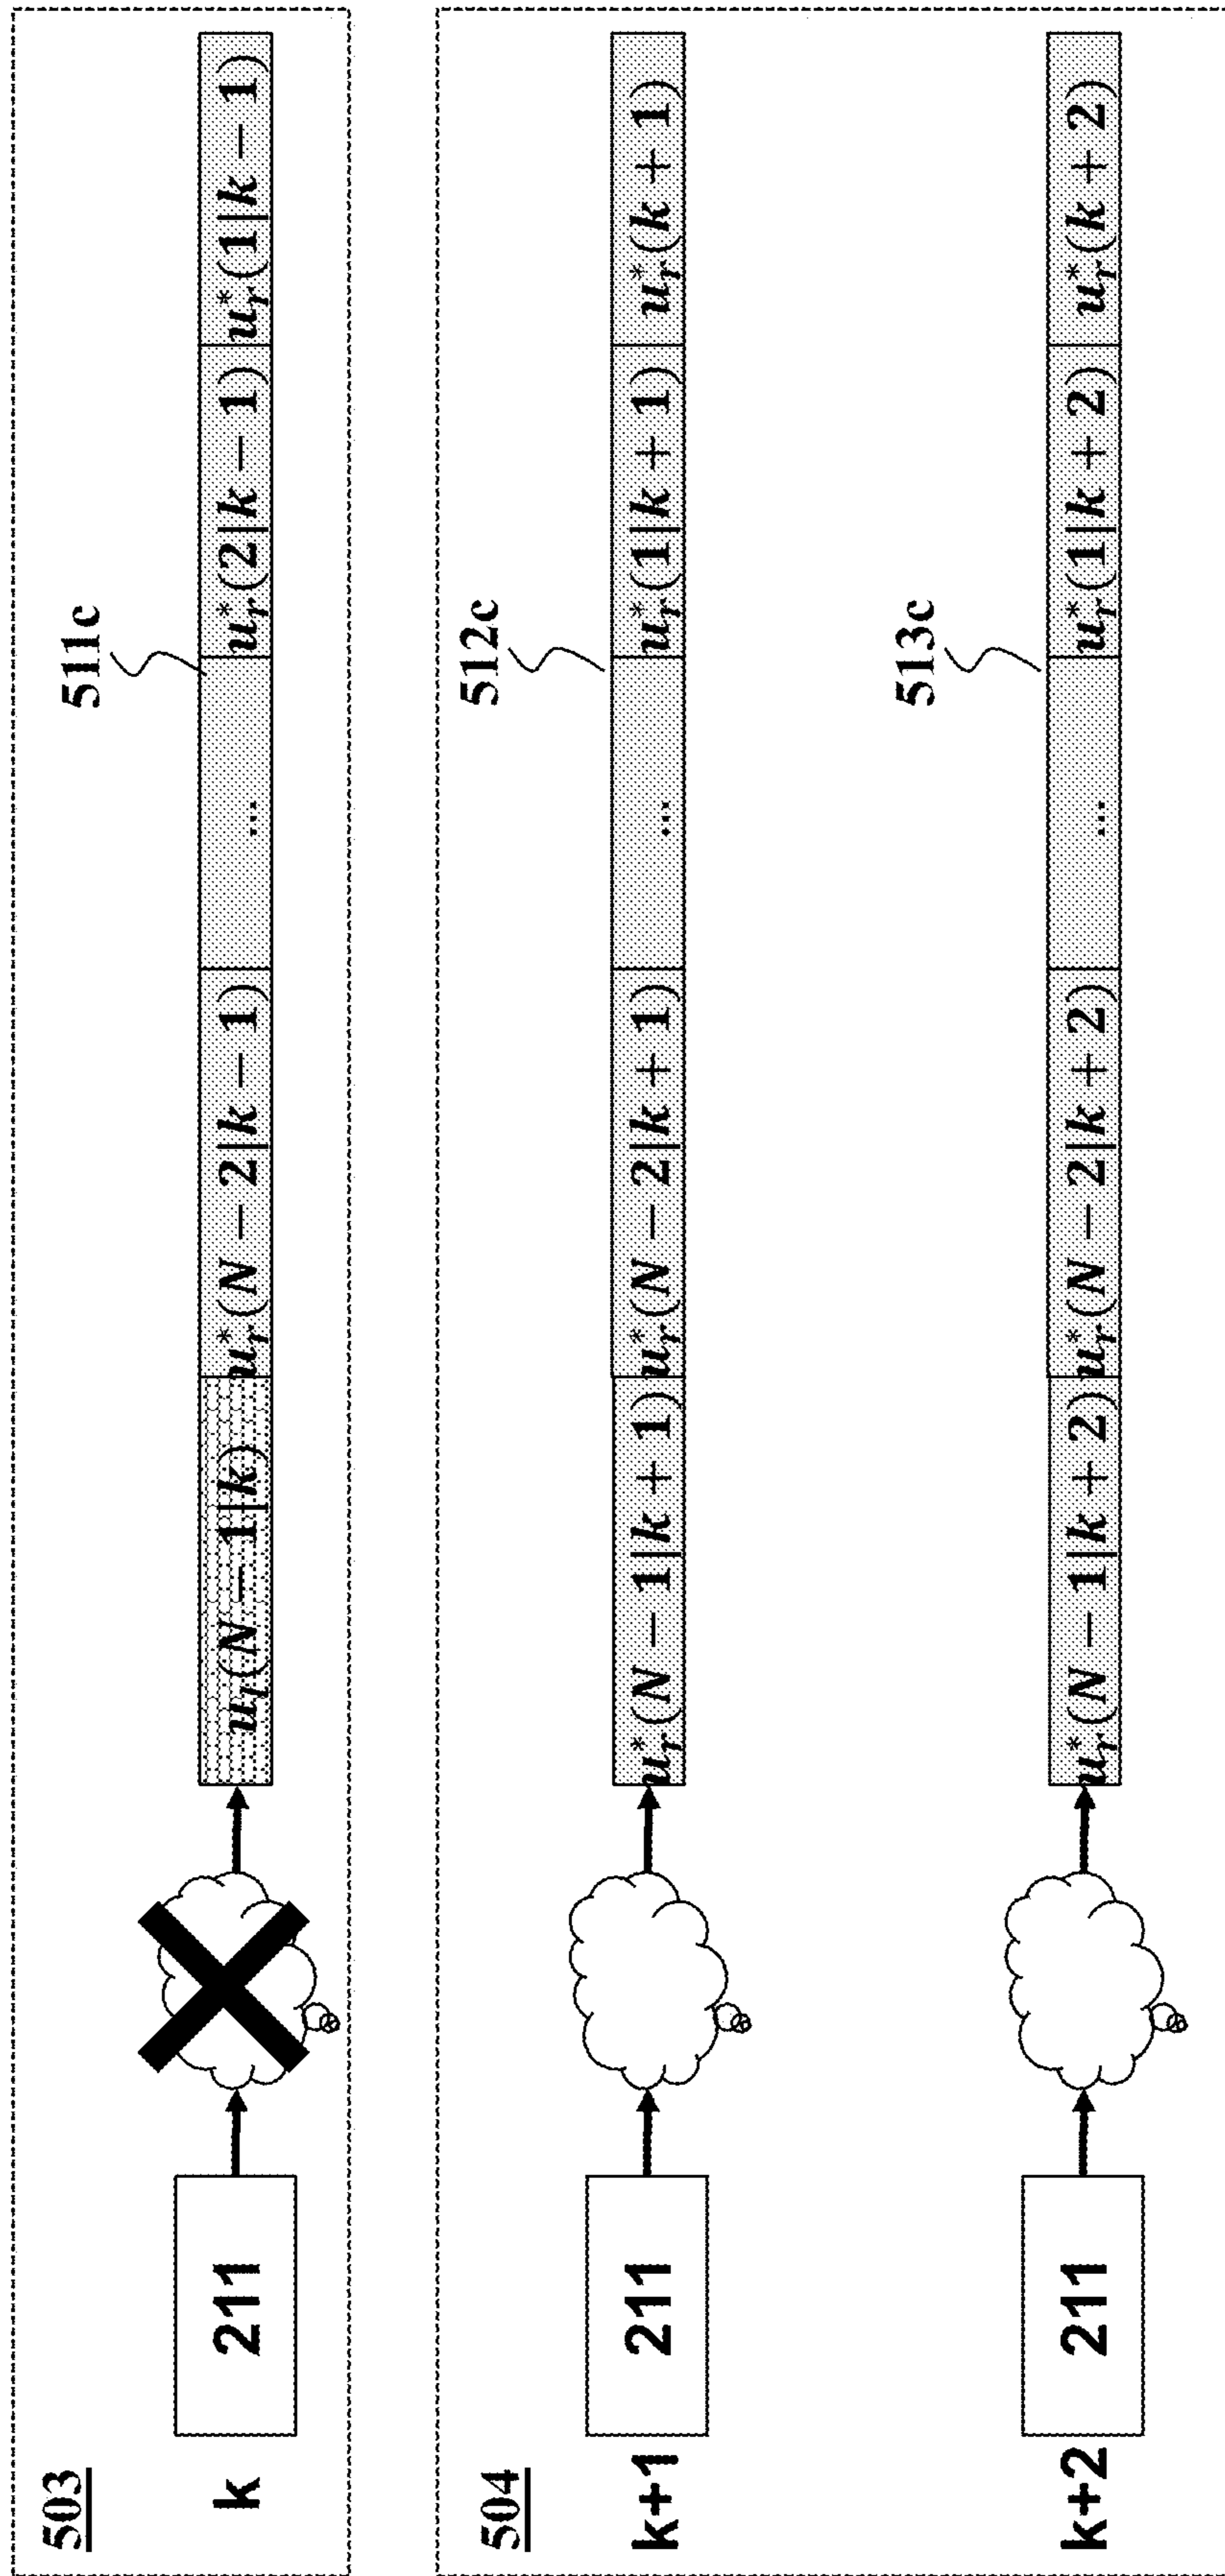 503
511c
k 211 u_l(N − 1|k) u_r^*(N − 2|k − 1) ... u_r^*(2|k − 1) u_r^*(1|k − 1)
504
512c
k+1 211 u_r^*(N − 1|k + 1) u_r^*(N − 2|k + 1) ... u_r^*(1|k + 1) u_r^*(k + 1)
513c
k+2 211 u_r^*(N − 1|k + 2) u_r^*(N − 2|k + 2) ... u_r^*(1|k + 2) u_r^*(k + 2)